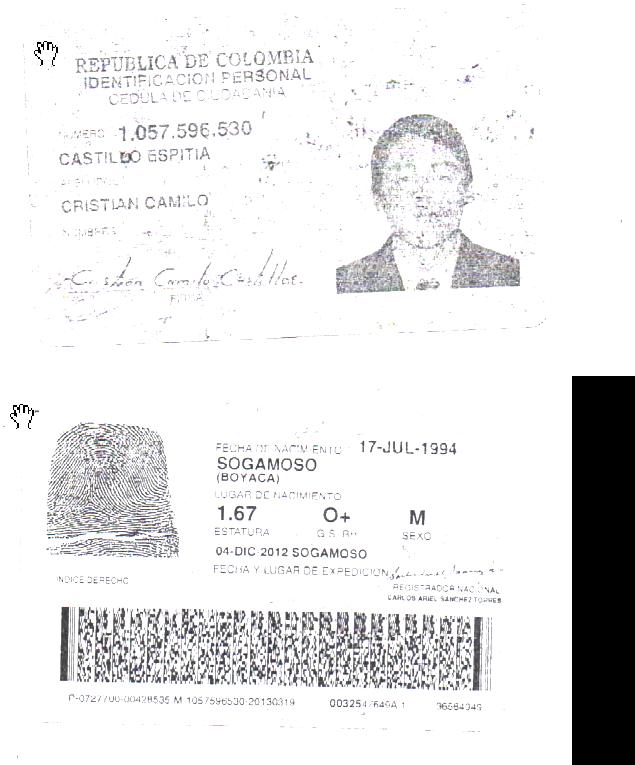 REPUBLICA DE COLOMBIA
IDENTIFICACION PERSONAL
CEDULA DE CIUDADANIA
NUMERO 1.057.596.530
CASTILLO ESPITIA
APELLIDOS
CRISTIAN CAMILO
NOMBRES
Cristian Camilo Castillo E.
FIRMA
FECHA DE NACIMIENTO 17-JUL-1994
SOGAMOSO
(BOYACA)
LUGAR DE NACIMIENTO
1.67 O+ M
ESTATURA G.S. RH SEXO
04-DIC-2012 SOGAMOSO
FECHA Y LUGAR DE EXPEDICION
INDICE DERECHO
REGISTRADOR NACIONAL
CARLOS ARIEL SANCHEZ TORRES
P-0727700-00428535-M-1057596530-20130319 0032547649A 1